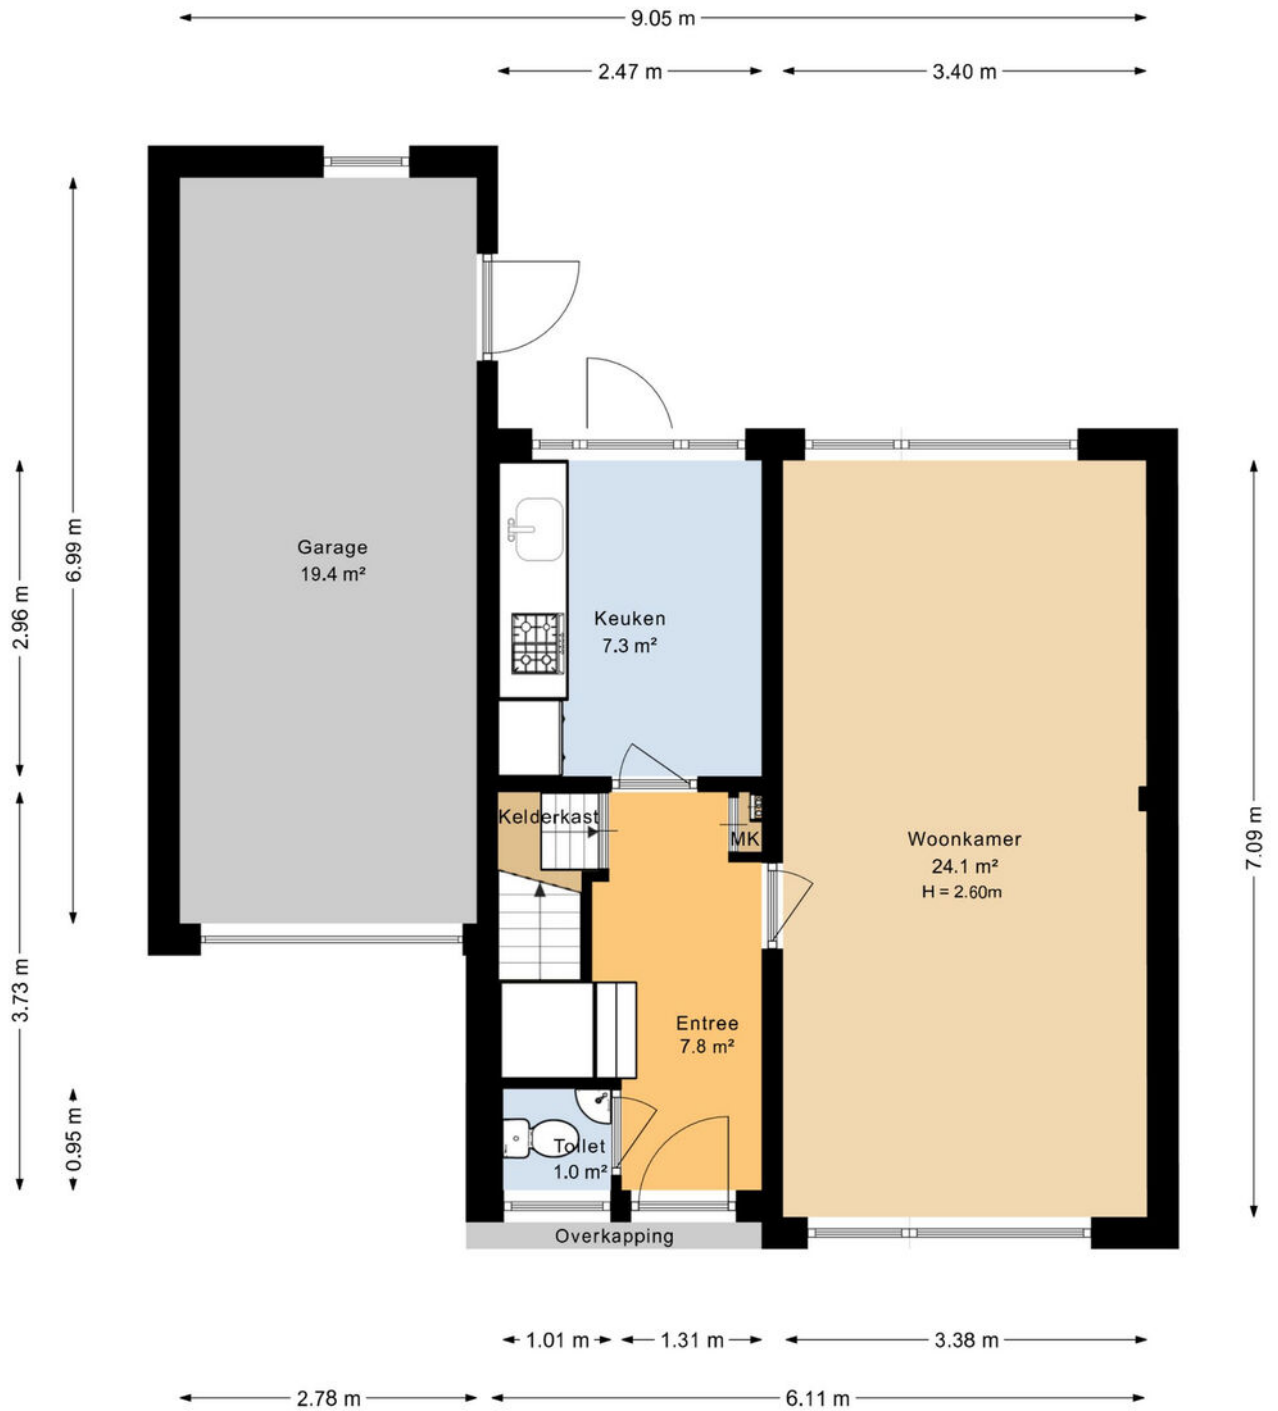 9.05 m
2.47 m
3.40 m
Garage
19.4 m²
6.99 m
2.96 m
Keuken
7.3 m²
Kelderkast
MK
Woonkamer
24.1 m²
H = 2.60m
7.09 m
3.73 m
Entree
7.8 m²
0.95 m
Toilet
1.0 m²
Overkapping
1.01 m
1.31 m
3.38 m
2.78 m
6.11 m